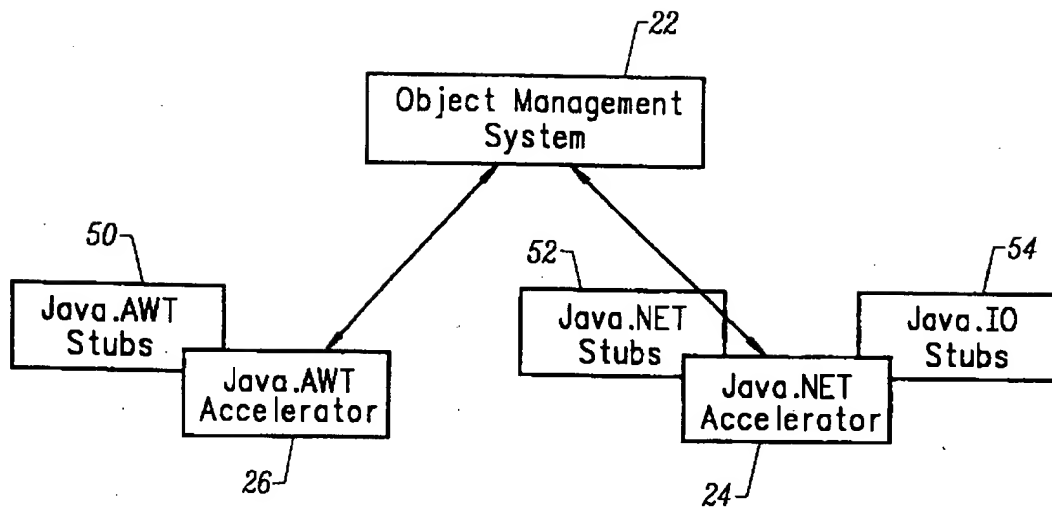 22
Object Management
System
50
Java.AWT
Stubs
Java.AWT
Accelerator
26
52
Java.NET
Stubs
54
Java.IO
Stubs
Java.NET
Accelerator
24